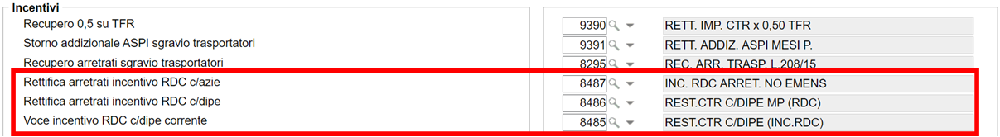 Incentivi
Recupero 0,5 su TFR 9390 RETT. IMP. CTR x 0,50 TFR
Storno addizionale ASPI sgravio trasportatori 9391 RETT. ADDIZ. ASPI MESI P.
Recupero arretrati sgravio trasportatori 8295 REC. ARR. TRASP. L.208/15
Rettifica arretrati incentivo RDC c/azie 8487 INC. RDC ARRET. NO EMENS
Rettifica arretrati incentivo RDC c/dipe 8486 REST.CTR C/DIPE MP (RDC)
Voce incentivo RDC c/dipe corrente 8485 REST.CTR C/DIPE (INC.RDC)